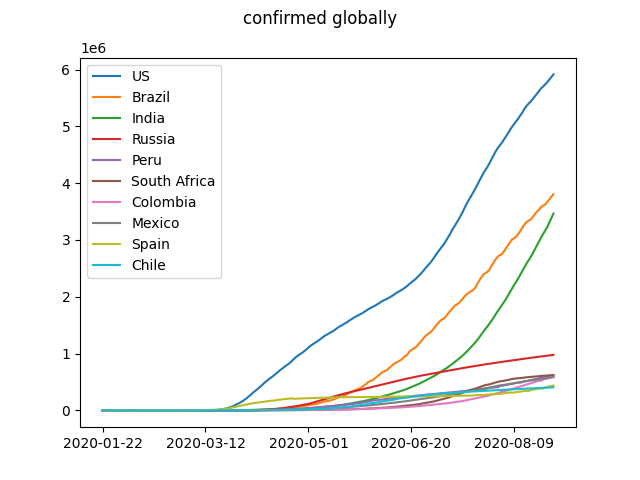 confirmed globally
1e6
6
5
4
3
2
1
0
US
Brazil
India
Russia
Peru
South Africa
Colombia
Mexico
Spain
Chile
2020-01-22 2020-03-12 2020-05-01 2020-06-20 2020-08-09